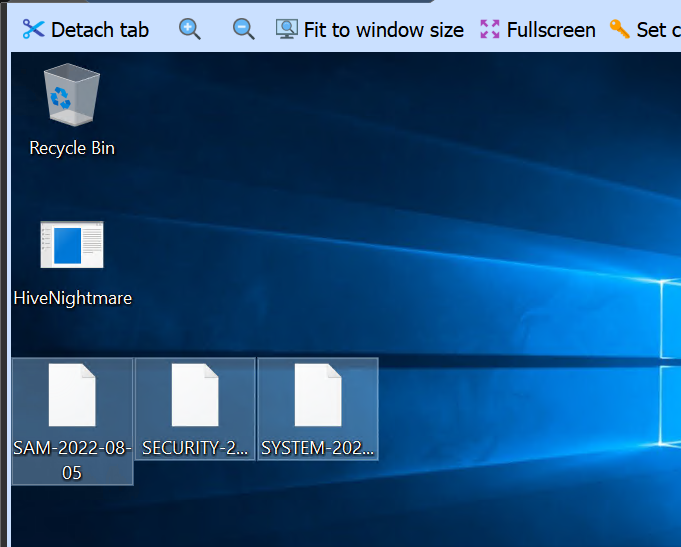 Detach tab Fit to window size Fullscreen Set c
Recycle Bin
HiveNightmare
SAM-2022-08-
05
SECURITY-2...
SYSTEM-202...